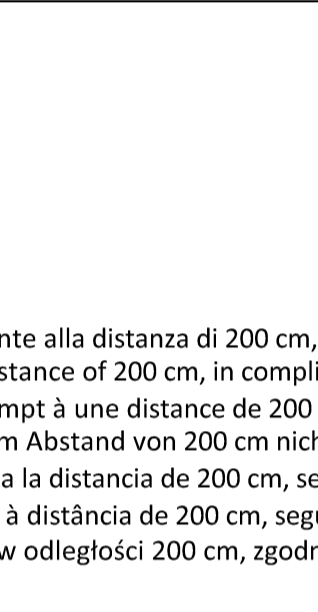 nte alla distanza di 200 cm,
stance of 200 cm, in compli
mpt à une distance de 200
m Abstand von 200 cm nich
a la distancia de 200 cm, se
à distância de 200 cm, segu
w odległości 200 cm, zgodn